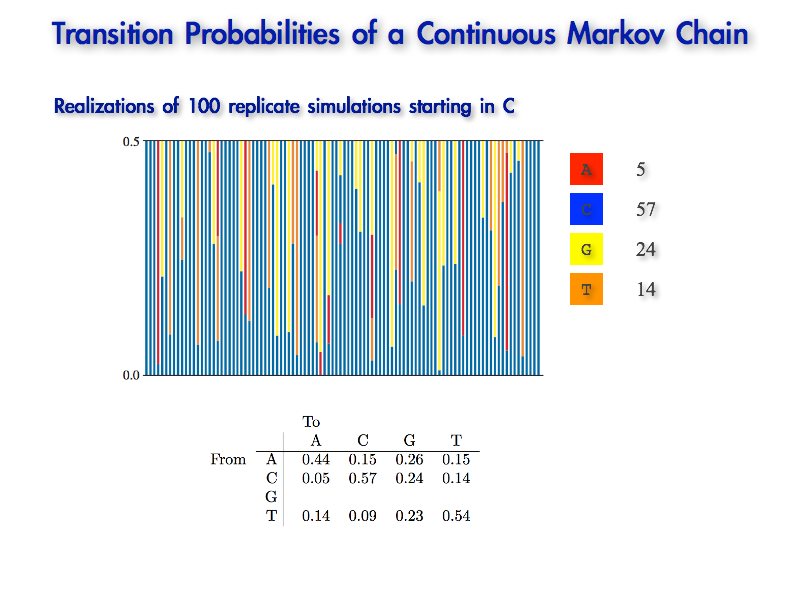 Transition Probabilities of a Continuous Markov Chain
Realizations of 100 replicate simulations starting in C
0.5
A 5
C 57
G 24
T 14
0.0
To
A C G T
From A 0.44 0.15 0.26 0.15
C 0.05 0.57 0.24 0.14
G
T 0.14 0.09 0.23 0.54